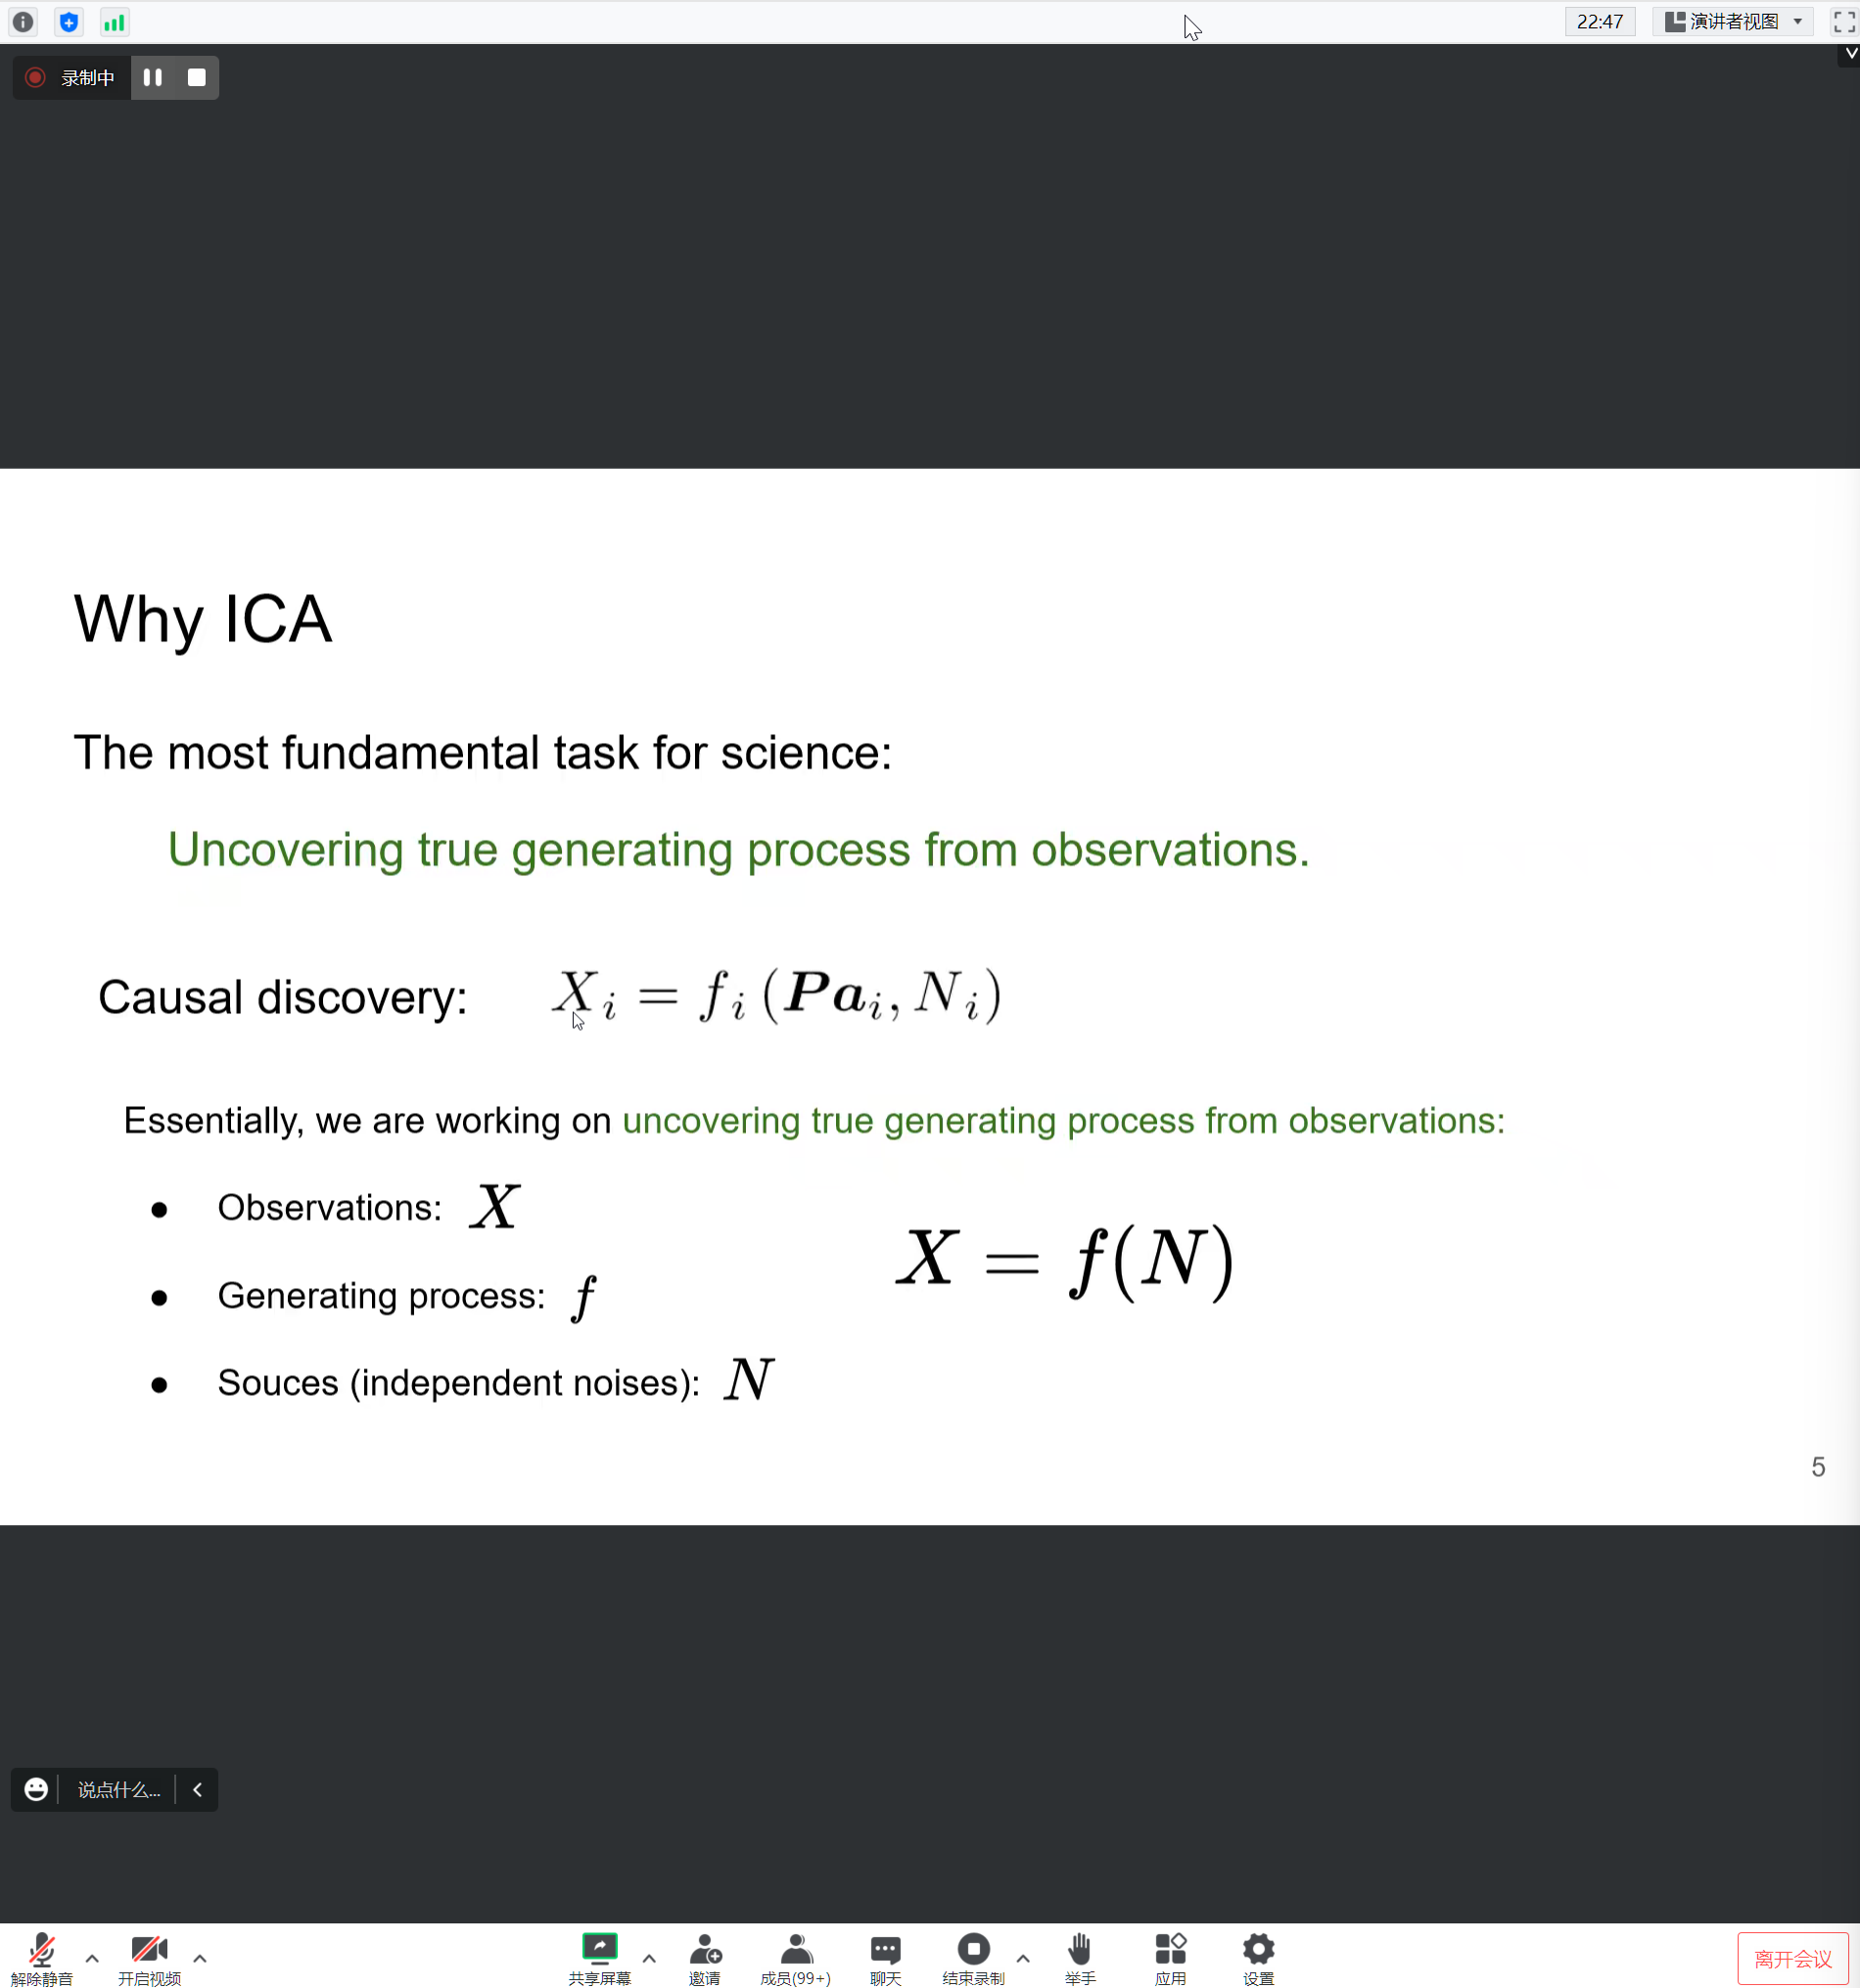 22:47
演讲者视图
录制中
Why ICA
The most fundamental task for science:
Uncovering true generating process from observations.
Causal discovery: X_i = f_i(Pa_i, N_i)
Essentially, we are working on uncovering true generating process from observations:
● Observations: X
X = f(N)
● Generating process: f
● Souces (independent noises): N
5
说点什么...
解除静音 开启视频 共享屏幕 邀请 成员(99+) 聊天 结束录制 举手 应用 设置 离开会议